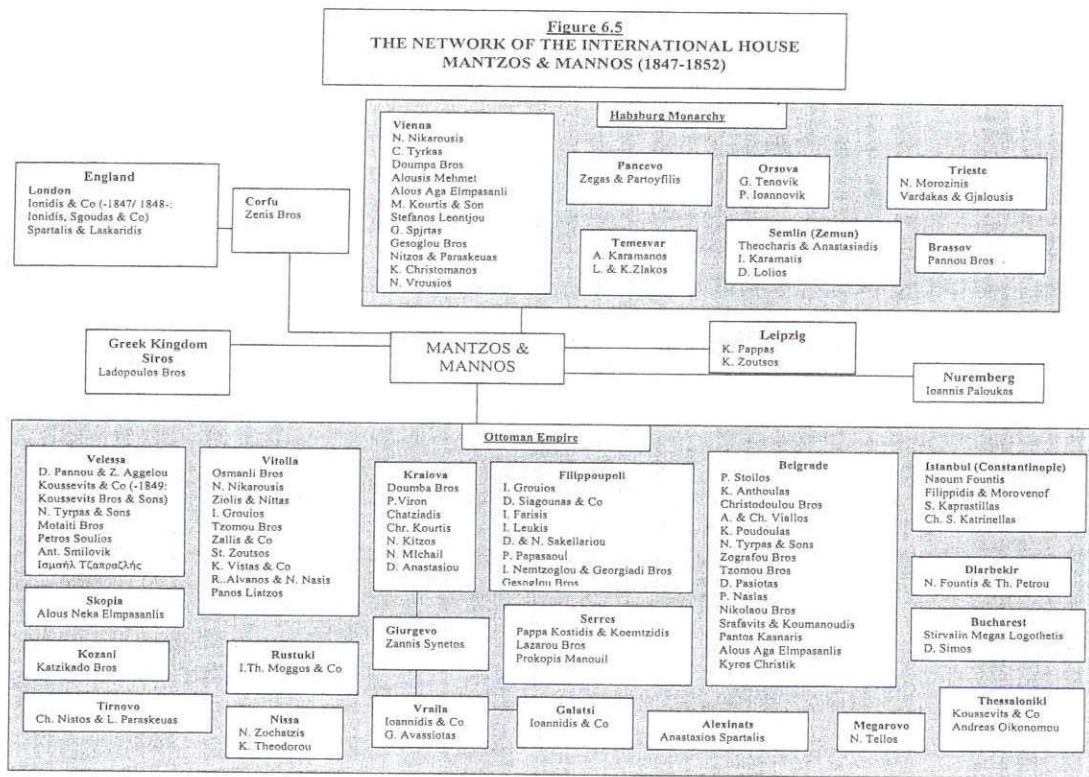 Figure 6.5
THE NETWORK OF THE INTERNATIONAL HOUSE
MANTZOS & MANNOS (1847-1852)
Habsburg Monarchy
Vienna
N. Nikarousis
C. Tyrkas
Doumpa Bros
Alousis Mehmet
Alous Aga Elmpasanli
M. Kourtis & Son
Stefanos Leontjou
G. Spjrtas
Gesoglou Bros
Nitzos & Paraskeuas
K. Christomanos
N. Vrousios
Pancevo
Zegas & Partoyfilis
Orsova
G. Tenovik
P. Ioannovik
Trieste
N. Morozinis
Vardakas & Gjalousis
Temesvar
A. Karamanos
L. & K.Zlakos
Semlin (Zemun)
Theocharis & Anastasiadis
I. Karamatis
D. Lolios
Brassov
Pannou Bros
England
London
Ionidis & Co (-1847/ 1848-:
Ionidis, Sgoudas & Co)
Spartalis & Laskaridis
Corfu
Zenis Bros
Greek Kingdom
Siros
Ladopoulos Bros
MANTZOS &
MANNOS
Leipzig
K. Pappas
K. Zoutsos
Nuremberg
Ioannis Paloukas
Ottoman Empire
Velessa
D. Pannou & Z. Aggelou
Koussevits & Co (-1849:
Koussevits Bros & Sons)
N. Tyrpas & Sons
Motaiti Bros
Petros Soulios
Ant. Smilovik
Ισμαήλ Τζαπραζλής
Vitolia
Osmanli Bros
N. Nikarousis
Ziolis & Nittas
I. Grouios
Tzomou Bros
Zallis & Co
St. Zoutsos
K. Vistas & Co
R..Alvanos & N. Nasis
Panos Liatzos
Kraiova
Doumba Bros
P.Viron
Chatziadis
Chr. Kourtis
N. Kitzos
N. MIchail
D. Anastasiou
Filippoupoli
I. Grouios
D. Siagounas & Co
I. Farisis
I. Leukis
D. & N. Sakellariou
P. Papasaoul
I. Nemtzoglou & Georgiadi Bros
Gesoglou Bros
Belgrade
P. Stoilos
K. Anthoulas
Christodoulou Bros
A. & Ch. Viallos
K. Poudoulas
N. Tyrpas & Sons
Zografou Bros
Tzomou Bros
D. Pasiotas
P. Naslas
Nikolaou Bros
Srafavits & Koumanoudis
Pantos Kasnaris
Alous Aga Elmpasanlis
Kyros Christik
Istanbul (Constantinople)
Naoum Fountis
Filippidis & Morovenof
S. Kaprastillas
Ch. S. Katrinellas
Diarbekir
N. Fountis & Th. Petrou
Skopia
Alous Neka Elmpasanlis
Kozani
Katzikado Bros
Rustuki
I.Th. Moggos & Co
Giurgevo
Zannis Synetos
Serres
Pappa Kostidis & Koemtzidis
Lazarou Bros
Prokopis Manouil
Bucharest
Stirvaiin Megas Logothetis
D. Simos
Tirnovo
Ch. Nistos & L. Paraskeuas
Nissa
N. Zochatzis
K. Theodorou
Vraila
Ioannidis & Co
G. Avassiotas
Galatsi
Ioannidis & Co
Alexinats
Anastasios Spartalis
Megarovo
N. Tellos
Thessaloniki
Koussevits & Co
Andreas Oikonomou